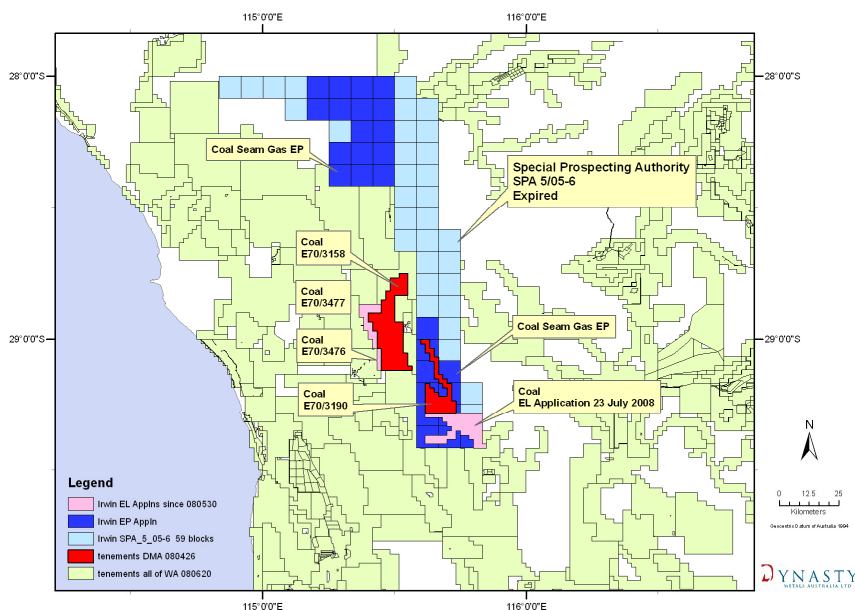 115°0'0"E
116°0'0"E
28°0'0"S
28°0'0"S
Coal Seam Gas EP
Special Prospecting Authority
SPA 5/05-6
Expired
Coal
E70/3158
Coal
E70/3477
Coal Seam Gas EP
29°0'0"S
29°0'0"S
Coal
E70/3476
Coal
E70/3190
Coal
EL Application 23 July 2008
N
Legend
Irwin EL Applns since 080530
Irwin EP Appln
Irwin SPA_5_05-6 59 blocks
tenements DMA 080426
tenements all of WA 080620
0 12.5 25
Kilometers
Geocentric Datum of Australia 1994
DYNASTY
METALS AUSTRALIA LTD
115°0'0"E
116°0'0"E